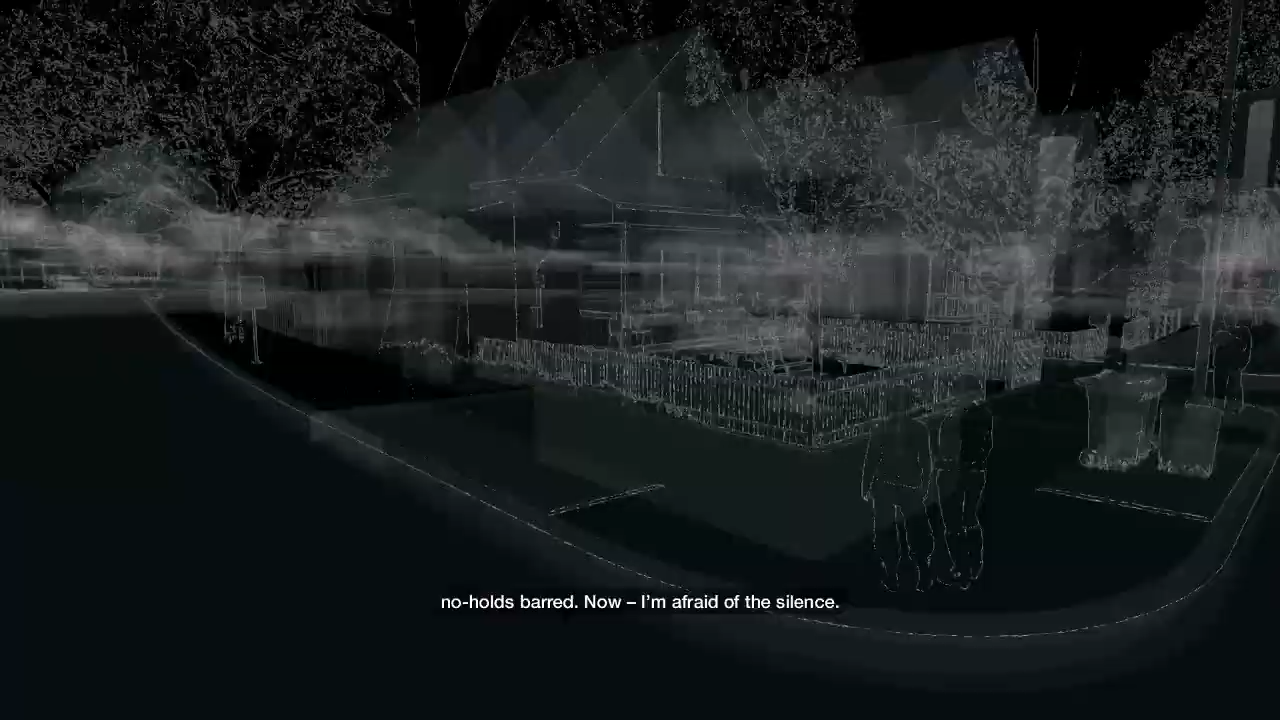 no-holds barred. Now – I’m afraid of the silence.